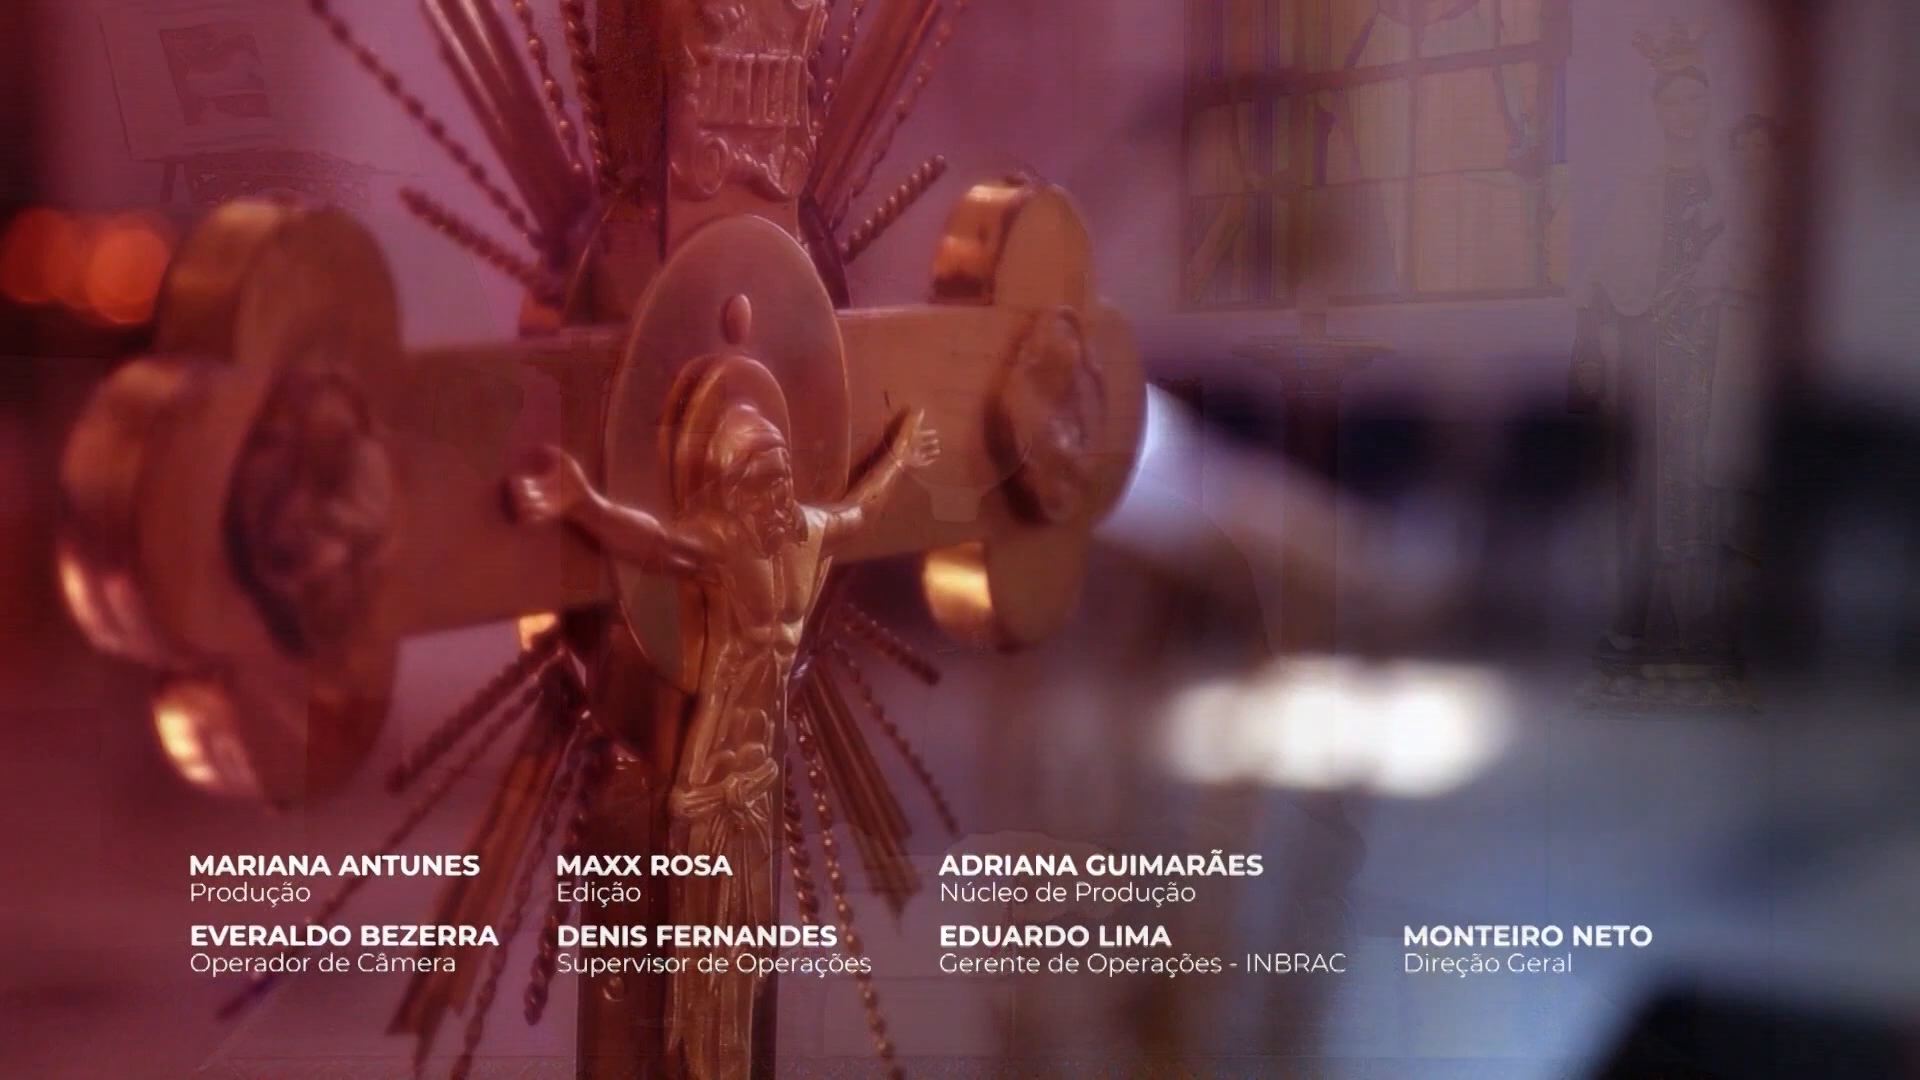 MARIANA ANTUNES
Produção
MAXX ROSA
Edição
ADRIANA GUIMARÃES
Núcleo de Produção
EVERALDO BEZERRA
Operador de Câmera
DENIS FERNANDES
Supervisor de Operações
EDUARDO LIMA
Gerente de Operações - INBRAC
MONTEIRO NETO
Direção Geral